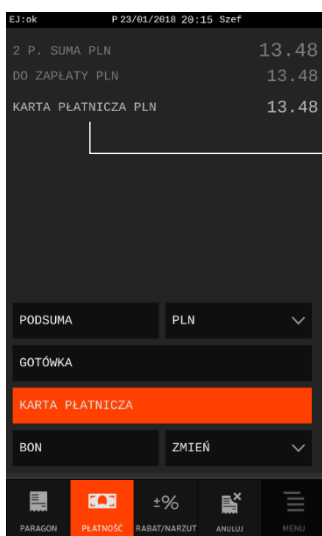 EJ:ok P 23/01/2018 20:15 Szef
2 P. SUMA PLN 13.48
DO ZAPŁATY PLN 13.48
KARTA PŁATNICZA PLN 13.48
PODSUMA PLN
GOTÓWKA
KARTA PŁATNICZA
BON ZMIEŃ
±%
PARAGON PŁATNOŚĆ RABAT/NARZUT ANULUJ MENU